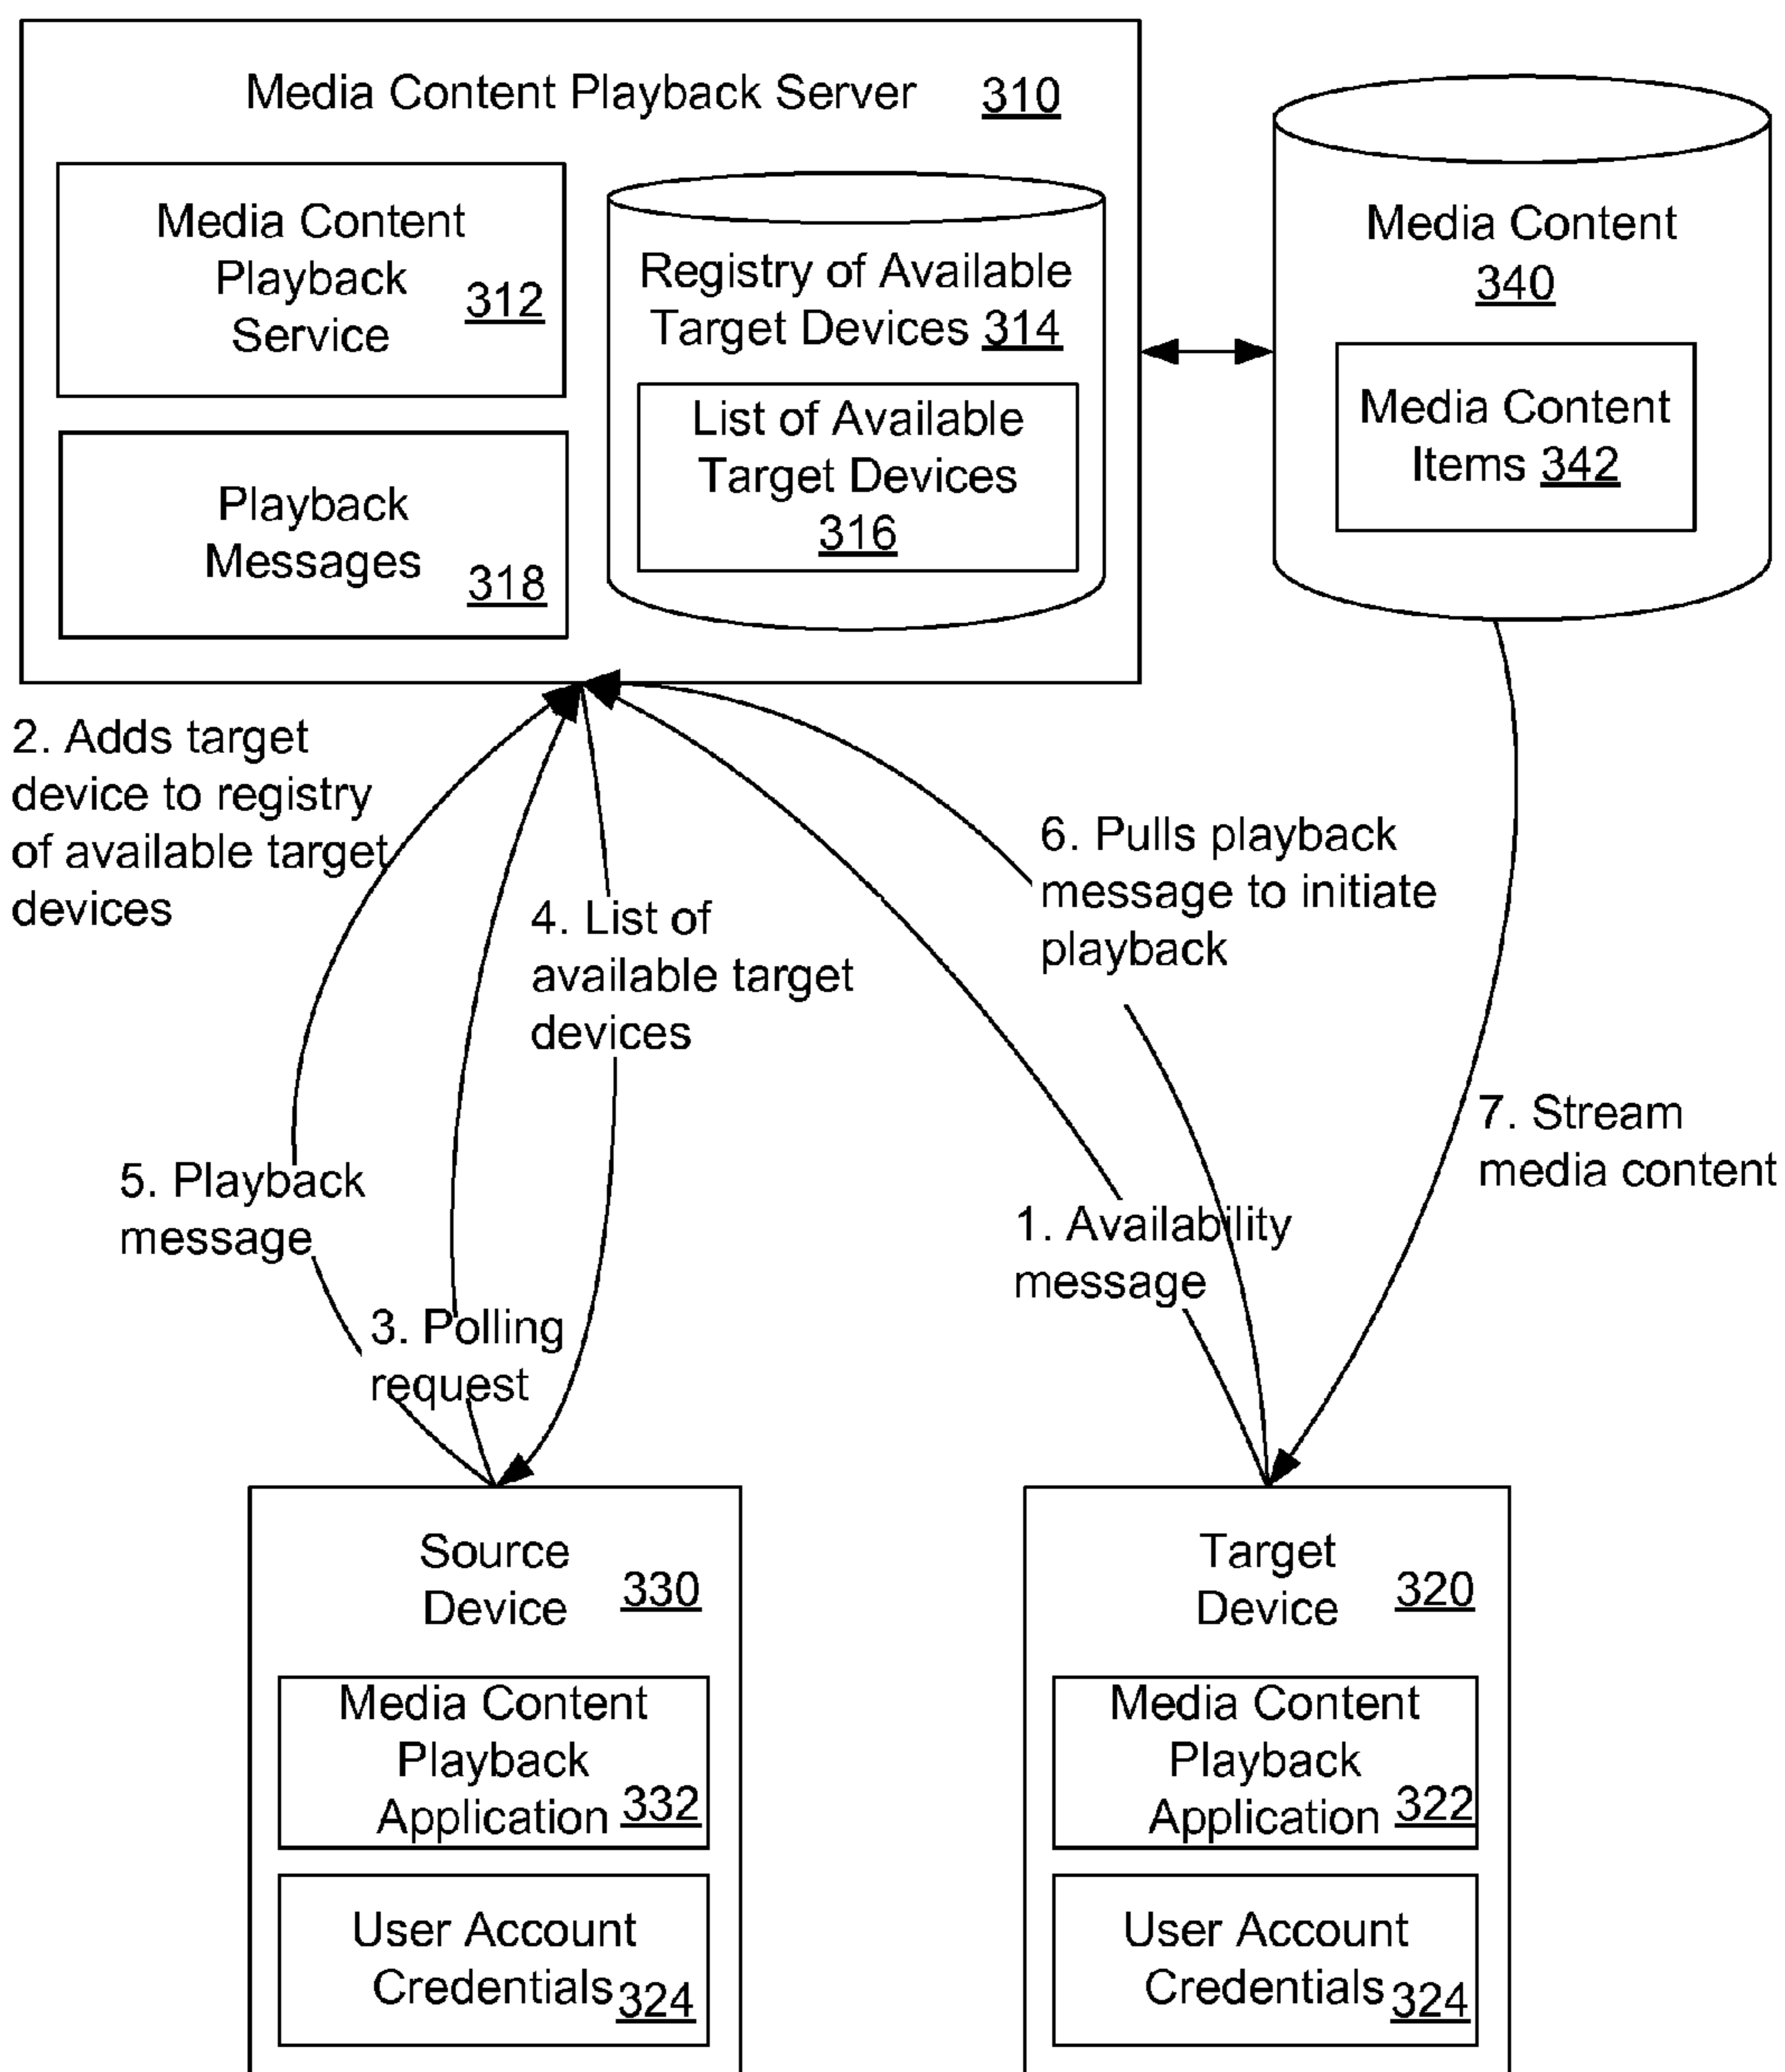 Media Content Playback Server 310
Media Content
Playback
Service 312
Playback
Messages 318
Registry of Available
Target Devices 314
List of Available
Target Devices
316
Media Content
340
Media Content
Items 342
2. Adds target
device to registry
of available target
devices
4. List of
available target
devices
6. Pulls playback
message to initiate
playback
5. Playback
message
3. Polling
request
1. Availability
message
7. Stream
media content
Source
Device 330
Media Content
Playback
Application 332
User Account
Credentials 324
Target
Device 320
Media Content
Playback
Application 322
User Account
Credentials 324